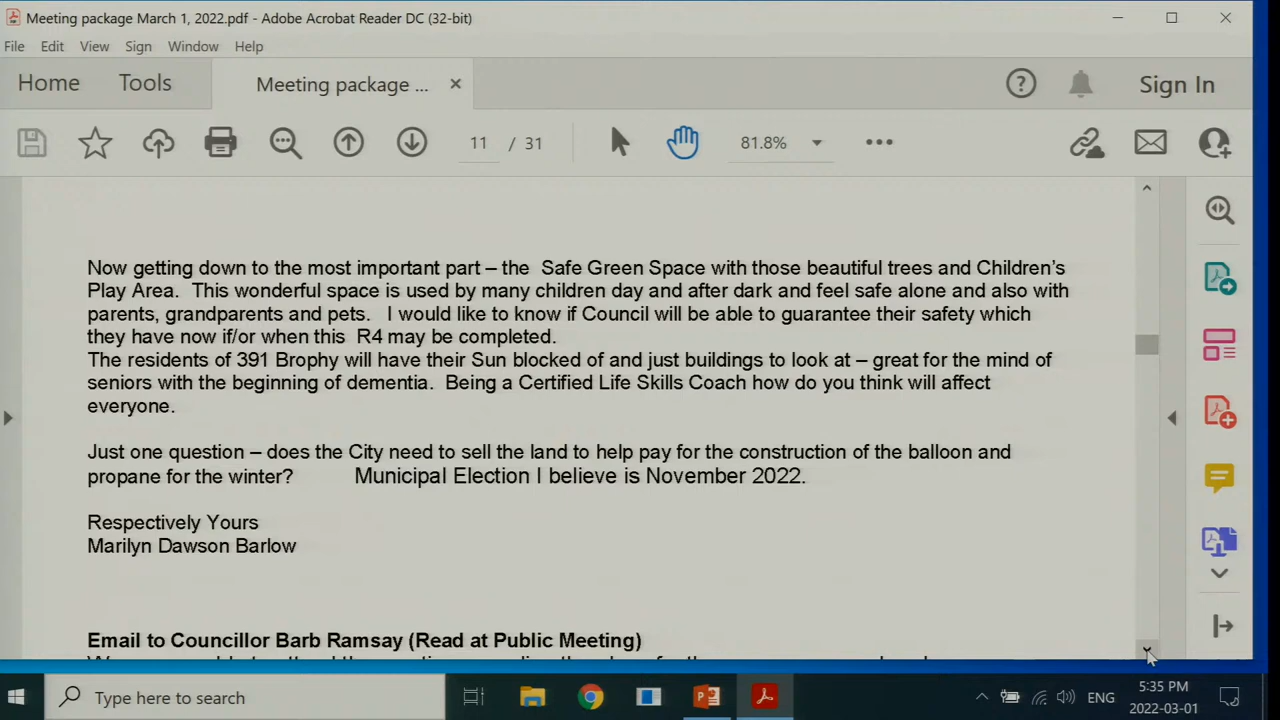 Meeting package March 1, 2022.pdf - Adobe Acrobat Reader DC (32-bit)
File Edit View Sign Window Help
Home Tools Meeting package ... Sign In
11 / 31 81.8%
Now getting down to the most important part – the Safe Green Space with those beautiful trees and Children's
Play Area. This wonderful space is used by many children day and after dark and feel safe alone and also with
parents, grandparents and pets. I would like to know if Council will be able to guarantee their safety which
they have now if/or when this R4 may be completed.
The residents of 391 Brophy will have their Sun blocked of and just buildings to look at – great for the mind of
seniors with the beginning of dementia. Being a Certified Life Skills Coach how do you think will affect
everyone.
Just one question – does the City need to sell the land to help pay for the construction of the balloon and
propane for the winter? Municipal Election I believe is November 2022.
Respectively Yours
Marilyn Dawson Barlow
Email to Councillor Barb Ramsay (Read at Public Meeting)
Type here to search
ENG
5:35 PM
2022-03-01